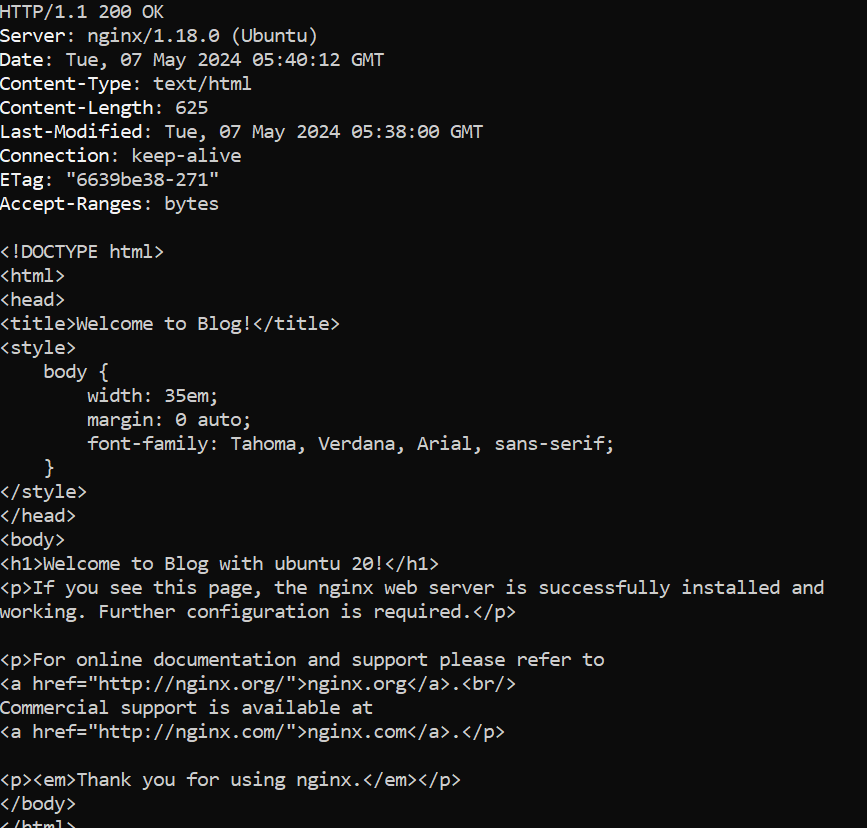 HTTP/1.1 200 OK
Server: nginx/1.18.0 (Ubuntu)
Date: Tue, 07 May 2024 05:40:12 GMT
Content-Type: text/html
Content-Length: 625
Last-Modified: Tue, 07 May 2024 05:38:00 GMT
Connection: keep-alive
ETag: "6639be38-271"
Accept-Ranges: bytes

<!DOCTYPE html>
<html>
<head>
<title>Welcome to Blog!</title>
<style>
    body {
        width: 35em;
        margin: 0 auto;
        font-family: Tahoma, Verdana, Arial, sans-serif;
    }
</style>
</head>
<body>
<h1>Welcome to Blog with ubuntu 20!</h1>
<p>If you see this page, the nginx web server is successfully installed and
working. Further configuration is required.</p>

<p>For online documentation and support please refer to
<a href="http://nginx.org/">nginx.org</a>.<br/>
Commercial support is available at
<a href="http://nginx.com/">nginx.com</a>.</p>

<p><em>Thank you for using nginx.</em></p>
</body>
</html>